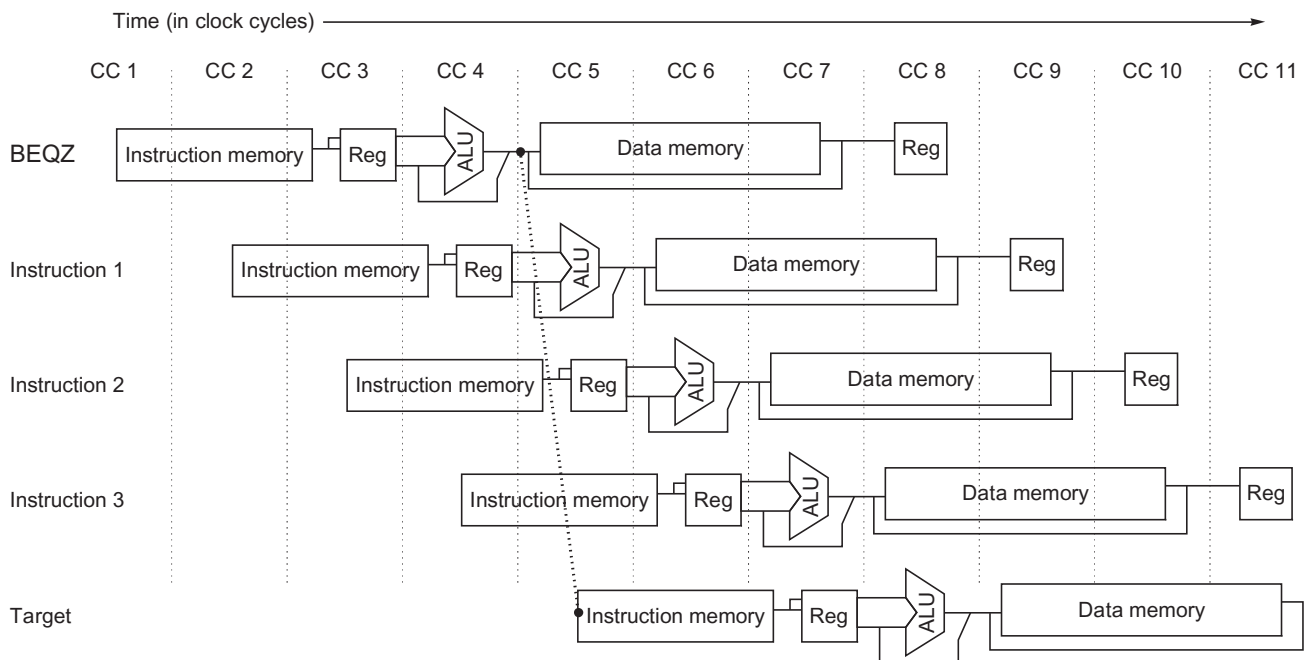 Time (in clock cycles)
CC 1 CC 2 CC 3 CC 4 CC 5 CC 6 CC 7 CC 8 CC 9 CC 10 CC 11
BEQZ Instruction memory Reg ALU Data memory Reg
Instruction 1 Instruction memory Reg ALU Data memory Reg
Instruction 2 Instruction memory Reg ALU Data memory Reg
Instruction 3 Instruction memory Reg ALU Data memory Reg
Target Instruction memory Reg ALU Data memory